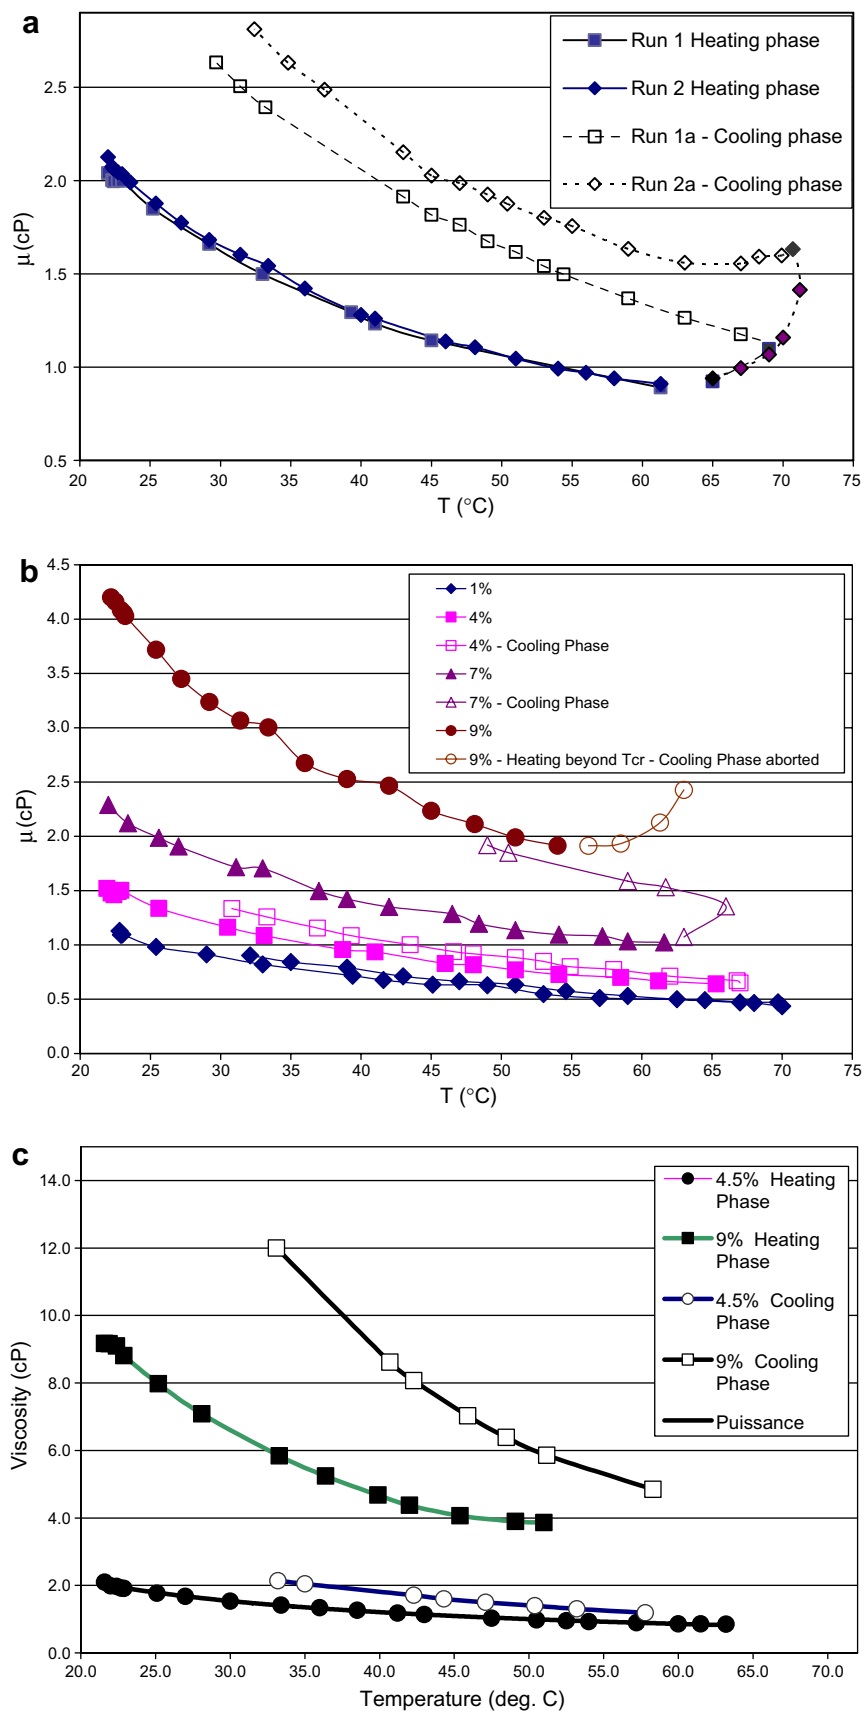 a
Run 1 Heating phase
Run 2 Heating phase
Run 1a - Cooling phase
Run 2a - Cooling phase
2.5
2.0
1.5
1.0
0.5
μ (cP)
20 25 30 35 40 45 50 55 60 65 70 75
T (°C)
b
1%
4%
4% - Cooling Phase
7%
7% - Cooling Phase
9%
9% - Heating beyond Tcr - Cooling Phase aborted
4.5
4.0
3.5
3.0
2.5
2.0
1.5
1.0
0.5
0.0
μ (cP)
20 25 30 35 40 45 50 55 60 65 70 75
T (°C)
c
4.5% Heating
Phase
9% Heating
Phase
4.5% Cooling
Phase
9% Cooling
Phase
Puissance
14.0
12.0
10.0
8.0
6.0
4.0
2.0
0.0
Viscosity (cP)
20.0 25.0 30.0 35.0 40.0 45.0 50.0 55.0 60.0 65.0 70.0
Temperature (deg. C)